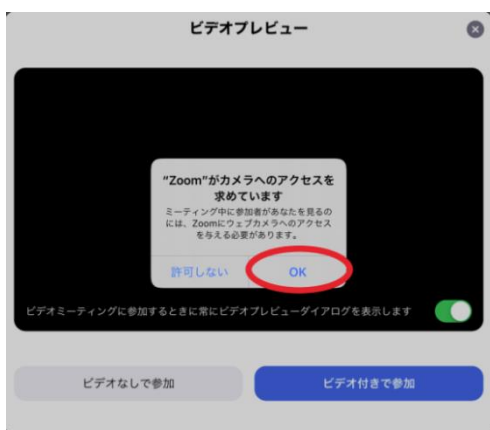 ビデオプレビュー
"Zoom"がカメラへのアクセスを
求めています
ミーティング中に参加者があなたを見るの
には、Zoomにウェブカメラへのアクセス
を与える必要があります。
許可しない
OK
ビデオミーティングに参加するときに常にビデオプレビューダイアログを表示します
ビデオなしで参加
ビデオ付きで参加